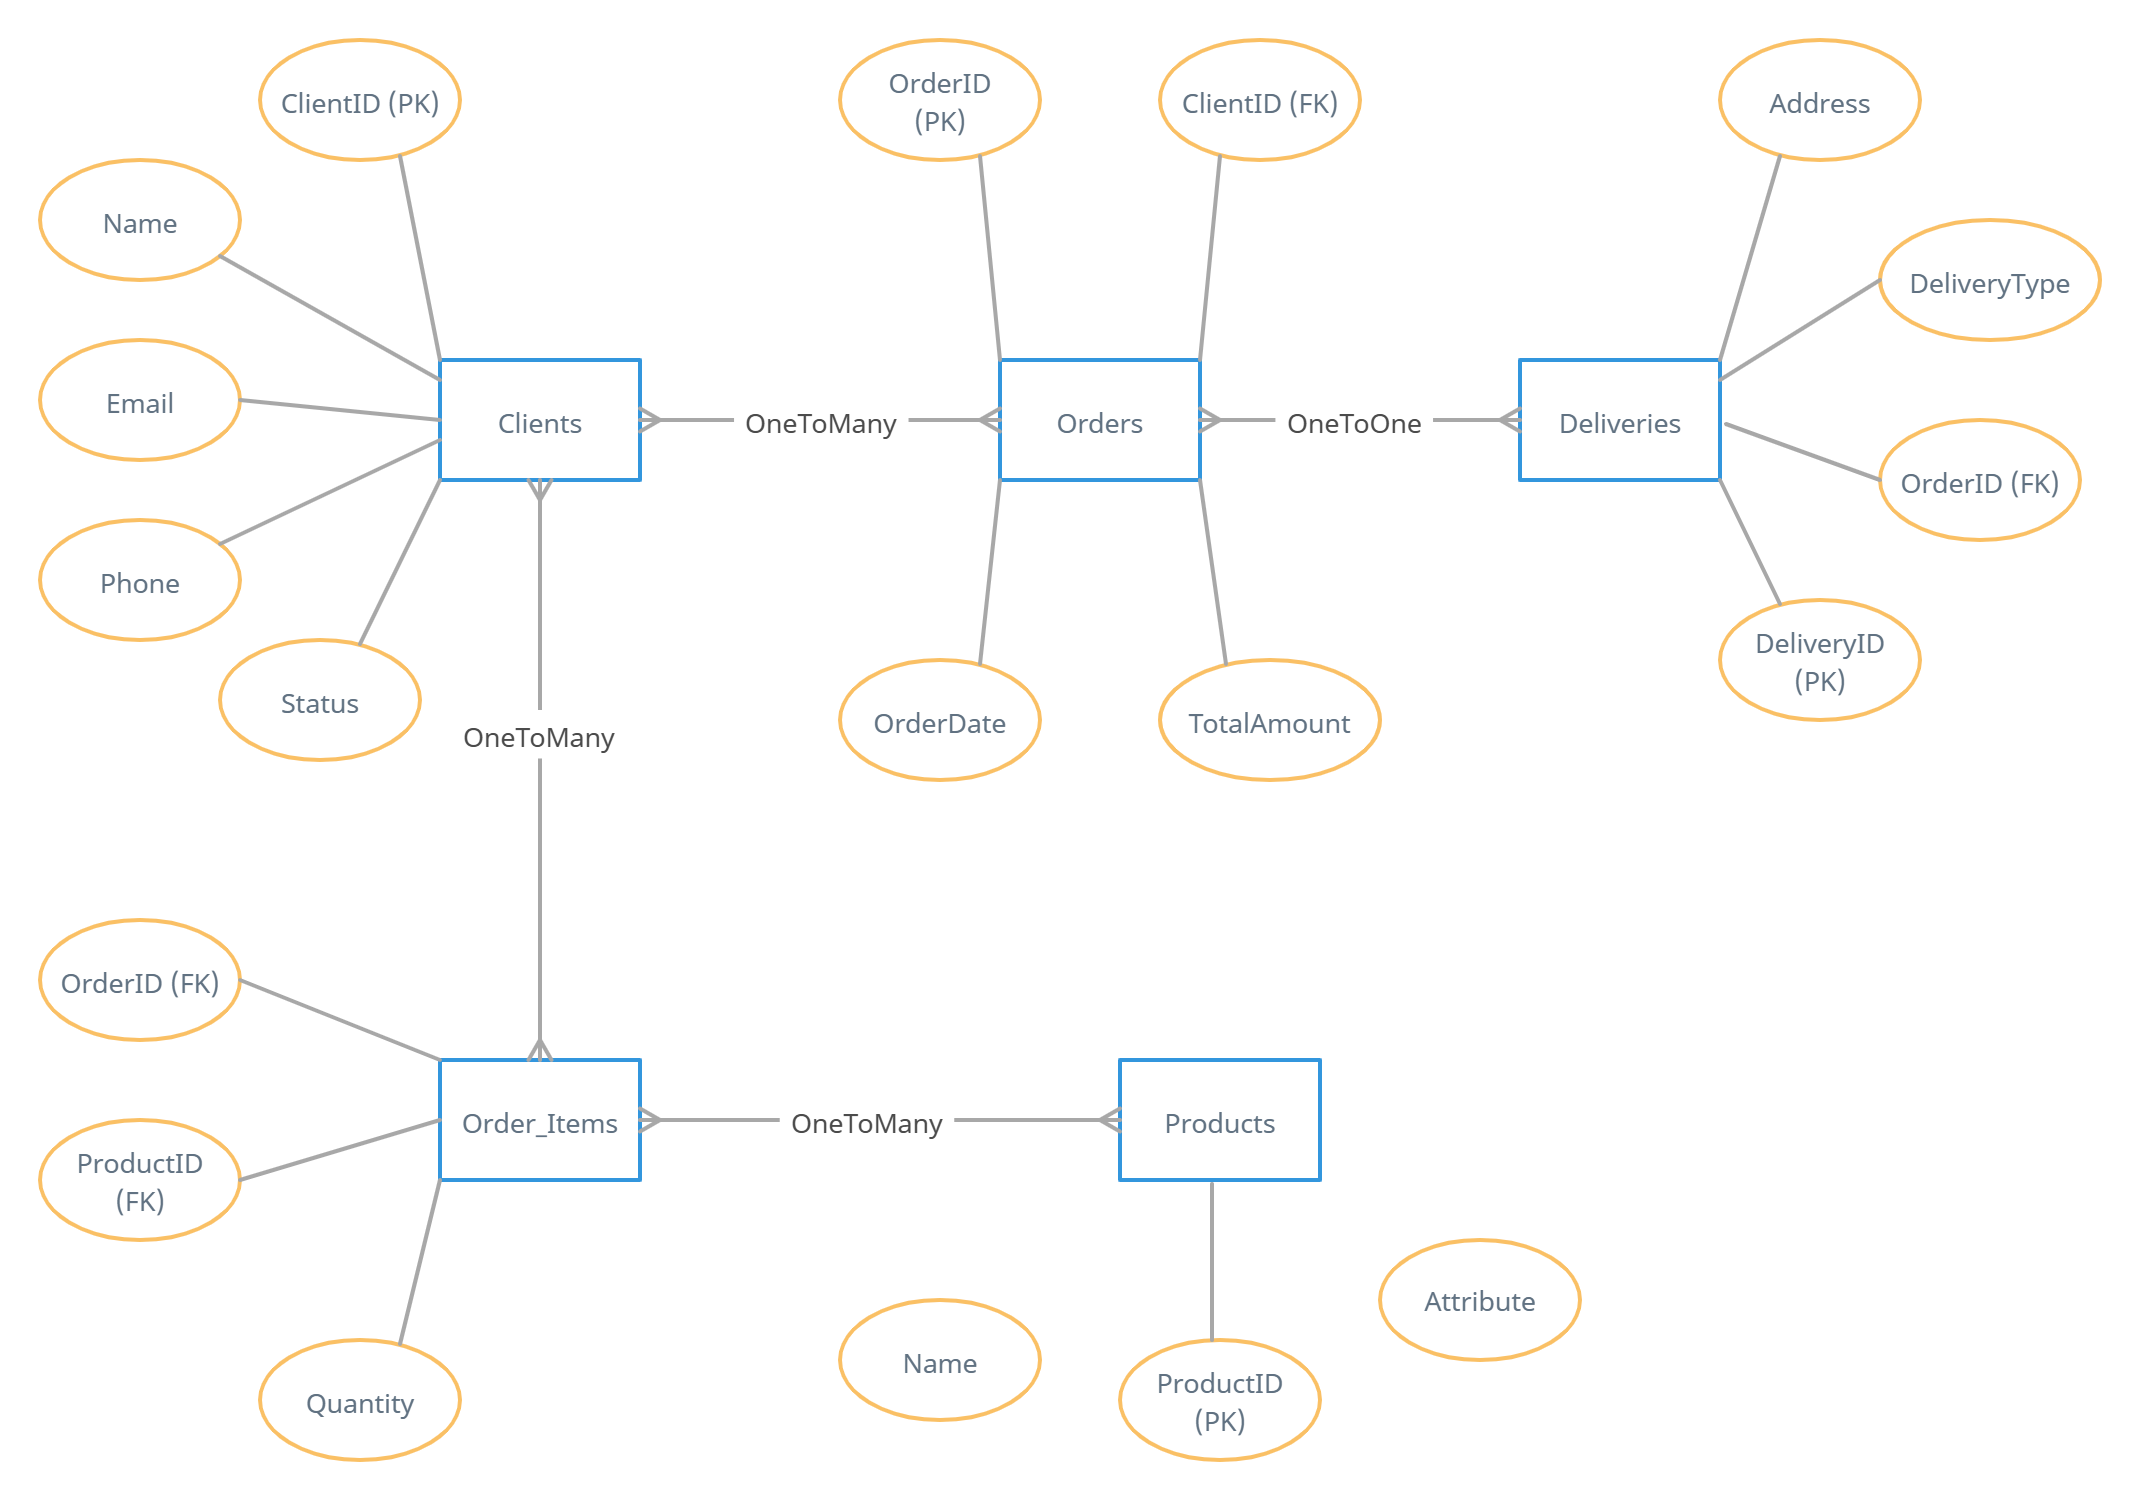 ClientID (PK)
OrderID
(PK)
ClientID (FK)
Address
Name
DeliveryType
Email
Clients
OneToMany
Orders
OneToOne
Deliveries
OrderID (FK)
Phone
Status
DeliveryID
(PK)
OneToMany
OrderDate
TotalAmount
OrderID (FK)
Order_Items
OneToMany
Products
ProductID
(FK)
Attribute
Name
Quantity
ProductID
(PK)